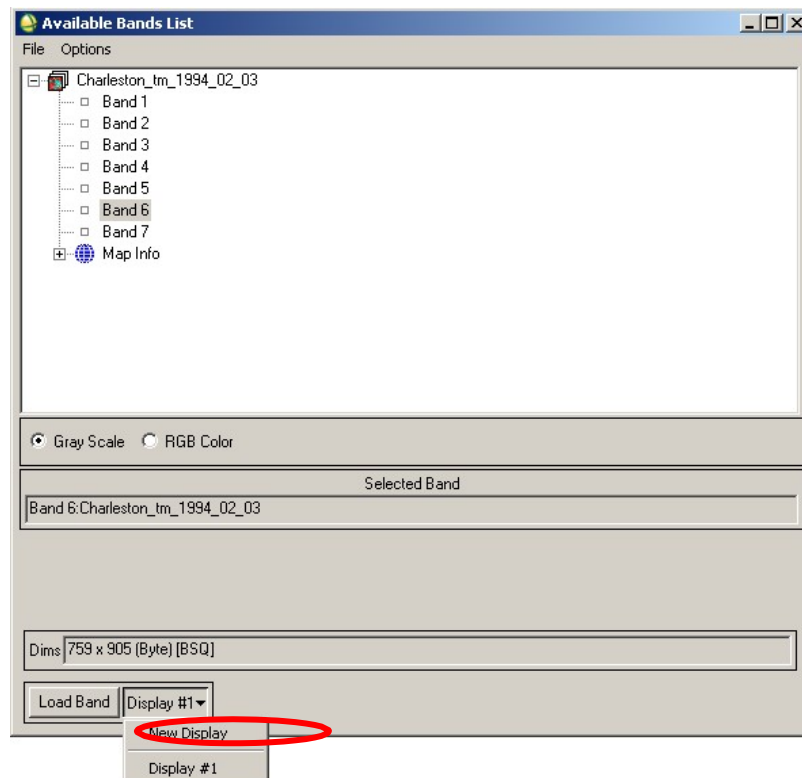 Available Bands List
File Options
Charleston_tm_1994_02_03
Band 1
Band 2
Band 3
Band 4
Band 5
Band 6
Band 7
Map Info
Gray Scale RGB Color
Selected Band
Band 6:Charleston_tm_1994_02_03
Dims 759 x 905 (Byte) [BSQ]
Load Band Display #1
New Display
Display #1